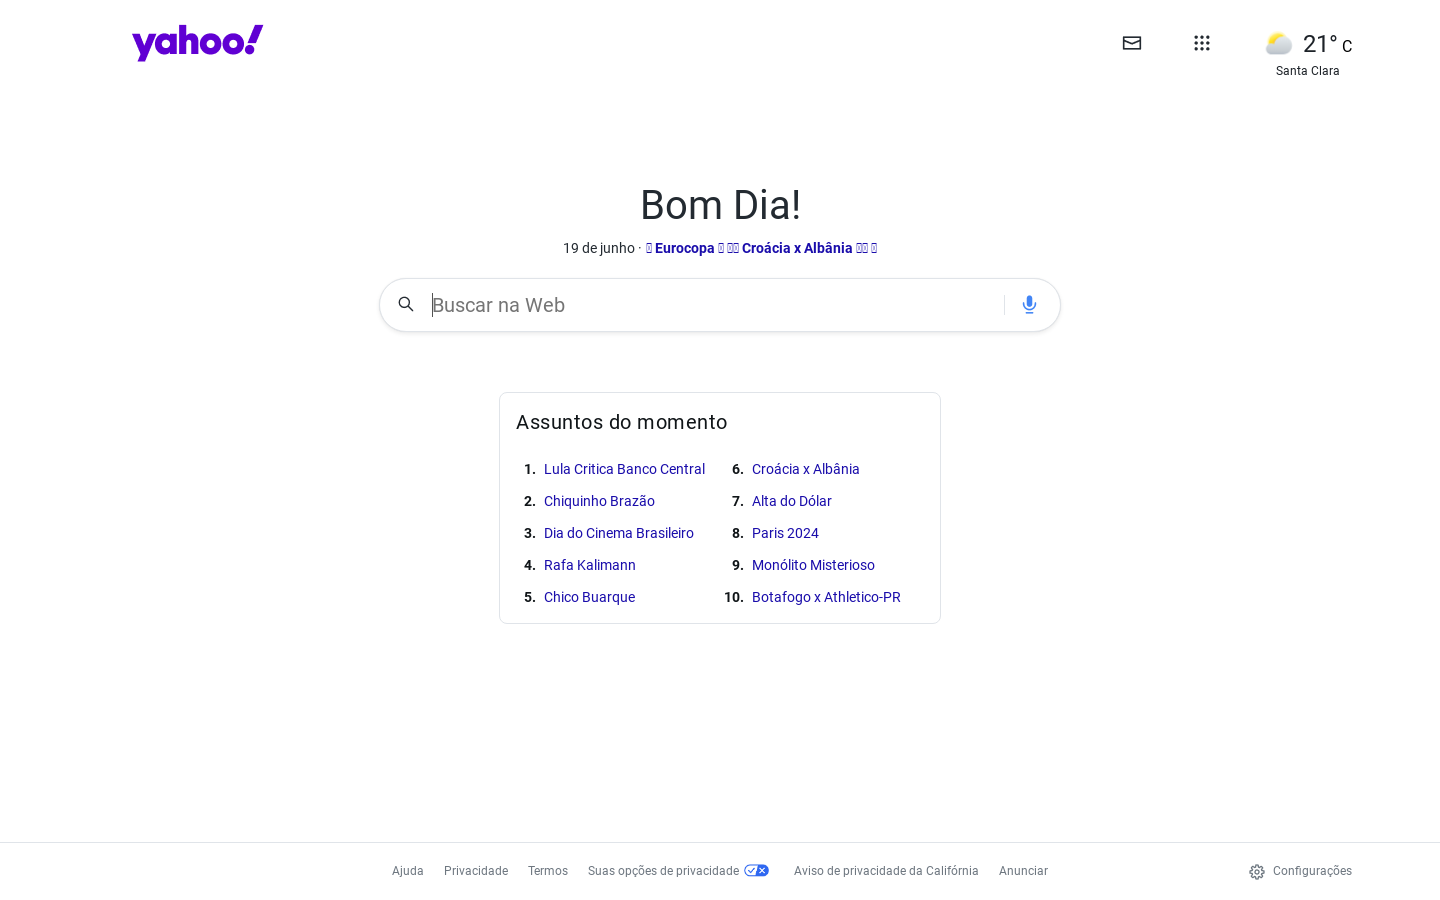 yahoo!
21° C
Santa Clara
Bom Dia!
19 de junho · Eurocopa Croácia x Albânia
Buscar na Web
Assuntos do momento
1. Lula Critica Banco Central
2. Chiquinho Brazão
3. Dia do Cinema Brasileiro
4. Rafa Kalimann
5. Chico Buarque
6. Croácia x Albânia
7. Alta do Dólar
8. Paris 2024
9. Monólito Misterioso
10. Botafogo x Athletico-PR
Ajuda Privacidade Termos Suas opções de privacidade Aviso de privacidade da Califórnia Anunciar Configurações